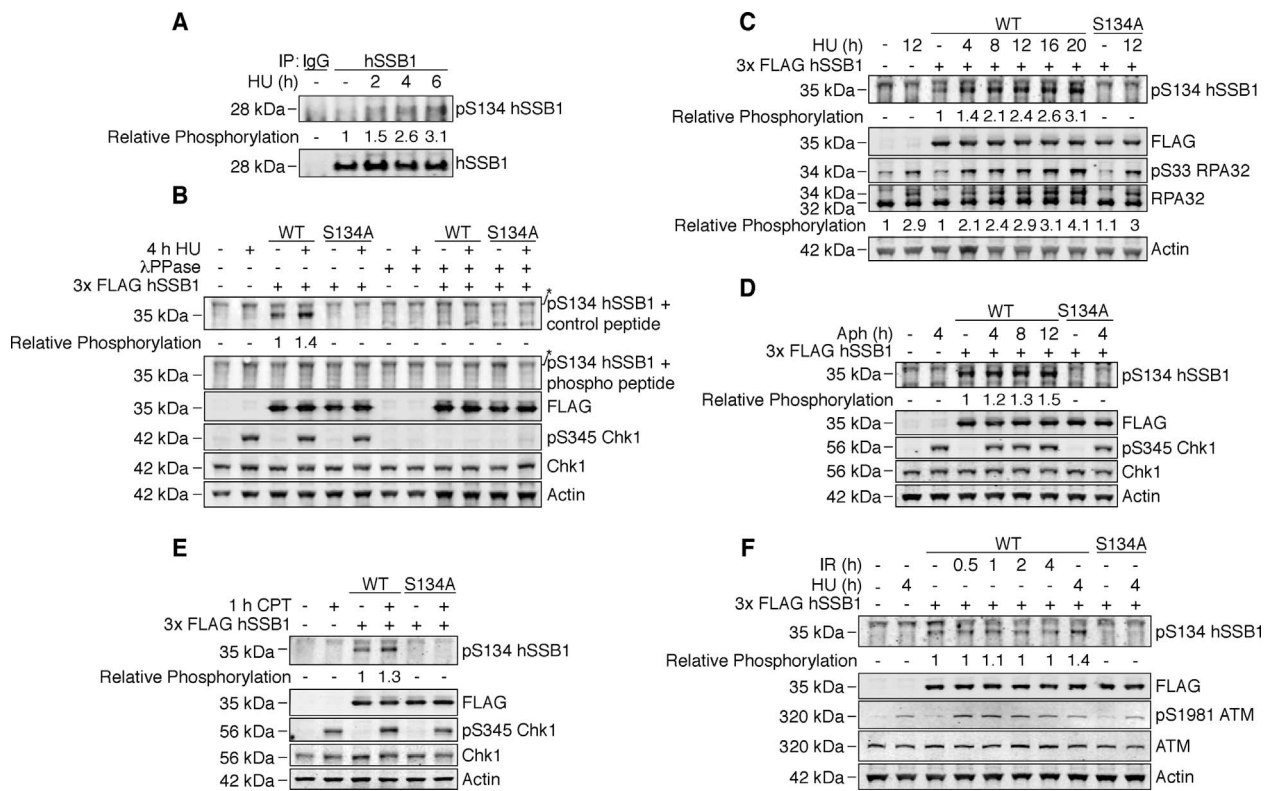 A
IP: IgG hSSB1
HU (h) - - 2 4 6
28 kDa pS134 hSSB1
Relative Phosphorylation - 1 1.5 2.6 3.1
28 kDa hSSB1
B
WT S134A WT S134A
4 h HU - + - + - + - + - + - +
λPPase - - - - - - + + + + + +
3x FLAG hSSB1 - - + + + + - - + + + +
*
35 kDa pS134 hSSB1 + control peptide
Relative Phosphorylation - - 1 1.4 - - - - - - - -
*
35 kDa pS134 hSSB1 + phospho peptide
35 kDa FLAG
42 kDa pS345 Chk1
42 kDa Chk1
42 kDa Actin
C
WT S134A
HU (h) - 12 - 4 8 12 16 20 - 12
3x FLAG hSSB1 - - + + + + + + + +
35 kDa pS134 hSSB1
Relative Phosphorylation - - 1 1.4 2.1 2.4 2.6 3.1 - -
35 kDa FLAG
34 kDa pS33 RPA32
34 kDa
32 kDa RPA32
Relative Phosphorylation 1 2.9 1 2.1 2.4 2.9 3.1 4.1 1.1 3
42 kDa Actin
D
WT S134A
Aph (h) - 4 - 4 8 12 - 4
3x FLAG hSSB1 - - + + + + + +
35 kDa pS134 hSSB1
Relative Phosphorylation - - 1 1.2 1.3 1.5 - -
35 kDa FLAG
56 kDa pS345 Chk1
56 kDa Chk1
42 kDa Actin
E
WT S134A
1 h CPT - + - + - +
3x FLAG hSSB1 - - + + + +
35 kDa pS134 hSSB1
Relative Phosphorylation - - 1 1.3 - -
35 kDa FLAG
56 kDa pS345 Chk1
56 kDa Chk1
42 kDa Actin
F
WT S134A
IR (h) - - - 0.5 1 2 4 - - -
HU (h) - 4 - - - - - 4 - 4
3x FLAG hSSB1 - - + + + + + + + +
35 kDa pS134 hSSB1
Relative Phosphorylation - - 1 1 1.1 1 1 1.4 - -
35 kDa FLAG
320 kDa pS1981 ATM
320 kDa ATM
42 kDa Actin